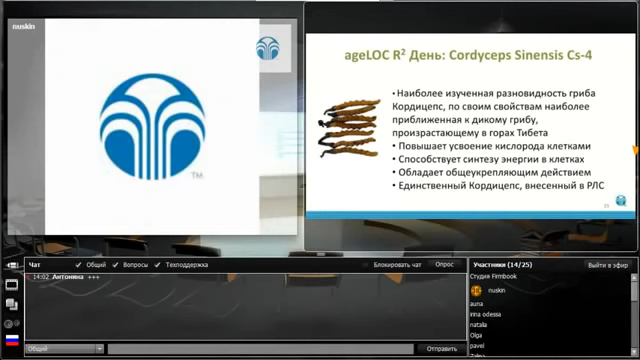 nuskin
TM
ageLOC R² День: Cordyceps Sinensis Cs-4
• Наиболее изученная разновидность гриба
Кордицепс, по своим свойствам наиболее
приближенная к дикому грибу,
произрастающему в горах Тибета
• Повышает усвоение кислорода клетками
• Способствует синтезу энергии в клетках
• Обладает общеукрепляющим действием
• Единственный Кордицепс, внесенный в РЛС
Чат
Общий
Вопросы
Техподдержка
Блокировать чат
Опрос
Участники (14/25)
Выйти в эфир
14:02 Антонина +++
Студия Firmbook
nuskin
auna
irina odessa
natalia
Olga
pavel
Общий
Отправить